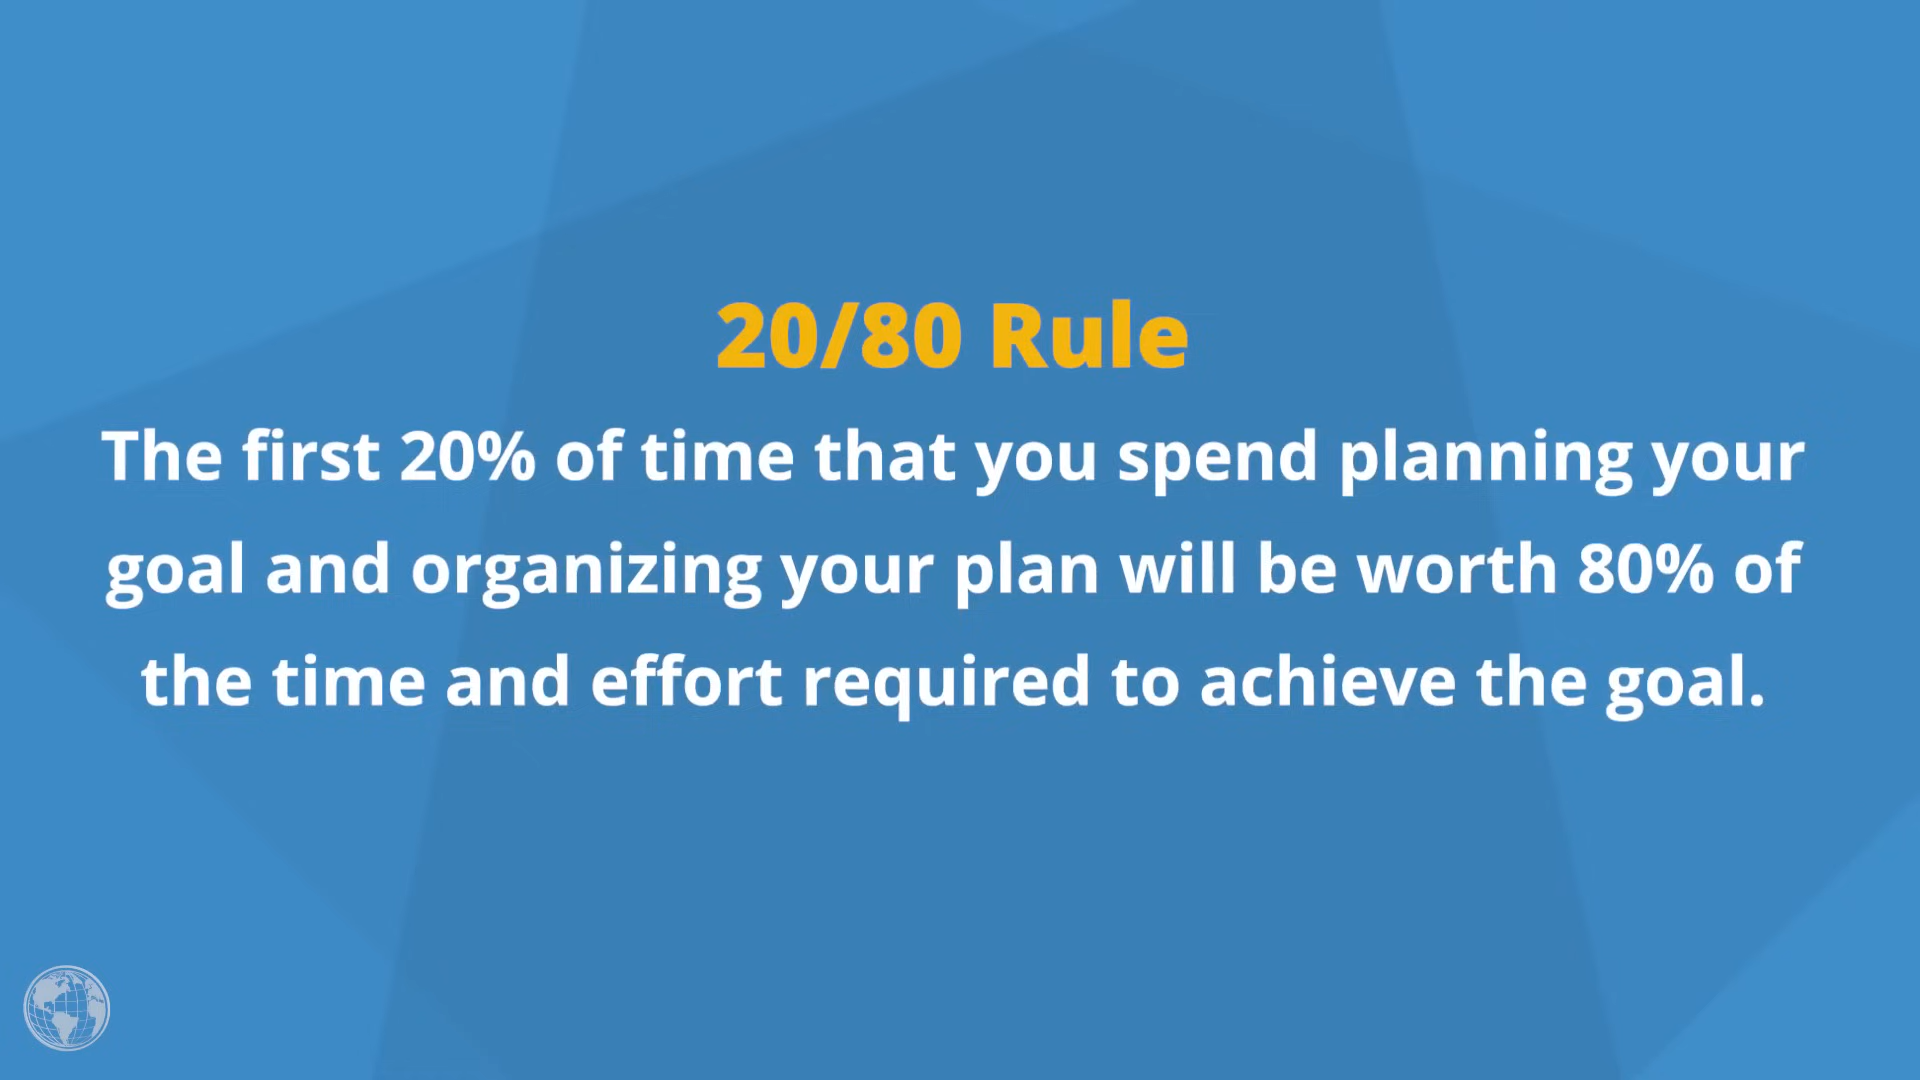 20/80 Rule
The first 20% of time that you spend planning your
goal and organizing your plan will be worth 80% of
the time and effort required to achieve the goal.